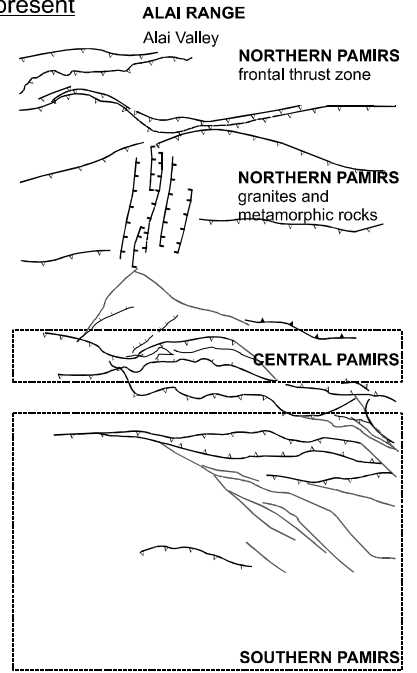 present
ALAI RANGE
Alai Valley
NORTHERN PAMIRS
frontal thrust zone
NORTHERN PAMIRS
granites and
metamorphic rocks
CENTRAL PAMIRS
SOUTHERN PAMIRS